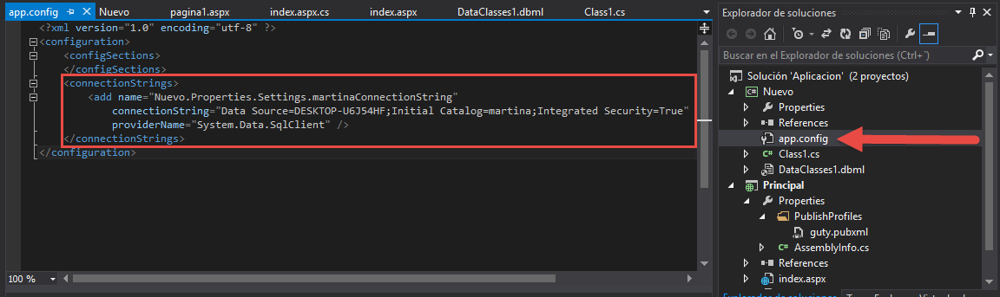 app.config
Nuevo
pagina1.aspx
index.aspx.cs
index.aspx
DataClasses1.dbml
Class1.cs
<?xml version="1.0" encoding="utf-8" ?>
<configuration>
<configSections>
</configSections>
<connectionStrings>
<add name="Nuevo.Properties.Settings.martinaConnectionString"
connectionString="Data Source=DESKTOP-U6J54HF;Initial Catalog=martina;Integrated Security=True"
providerName="System.Data.SqlClient" />
</connectionStrings>
</configuration>
100 %
Explorador de soluciones
Buscar en el Explorador de soluciones (Ctrl+¨)
Solución 'Aplicacion' (2 proyectos)
C# Nuevo
Properties
References
app.config
C# Class1.cs
DataClasses1.dbml
Principal
Properties
PublishProfiles
guty.pubxml
C# AssemblyInfo.cs
References
index.aspx